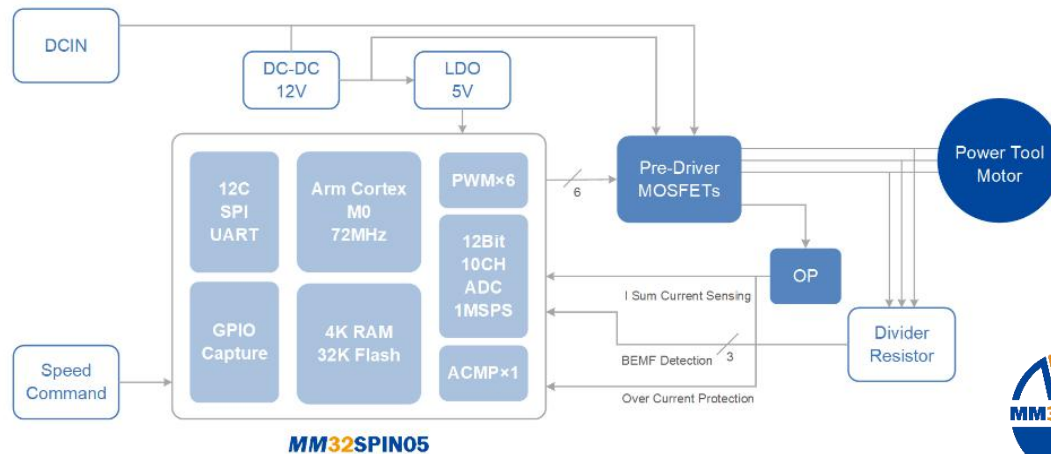 DCIN
DC-DC
12V
LDO
5V
12C
SPI
UART
Arm Cortex
M0
72MHz
PWM×6
6
Pre-Driver
MOSFETs
Power Tool
Motor
12Bit
10CH
ADC
1MSPS
OP
I Sum Current Sensing
GPIO
Capture
4K RAM
32K Flash
BEMF Detection
3
Divider
Resistor
ACMP×1
Over Current Protection
Speed
Command
MM32SPIN05